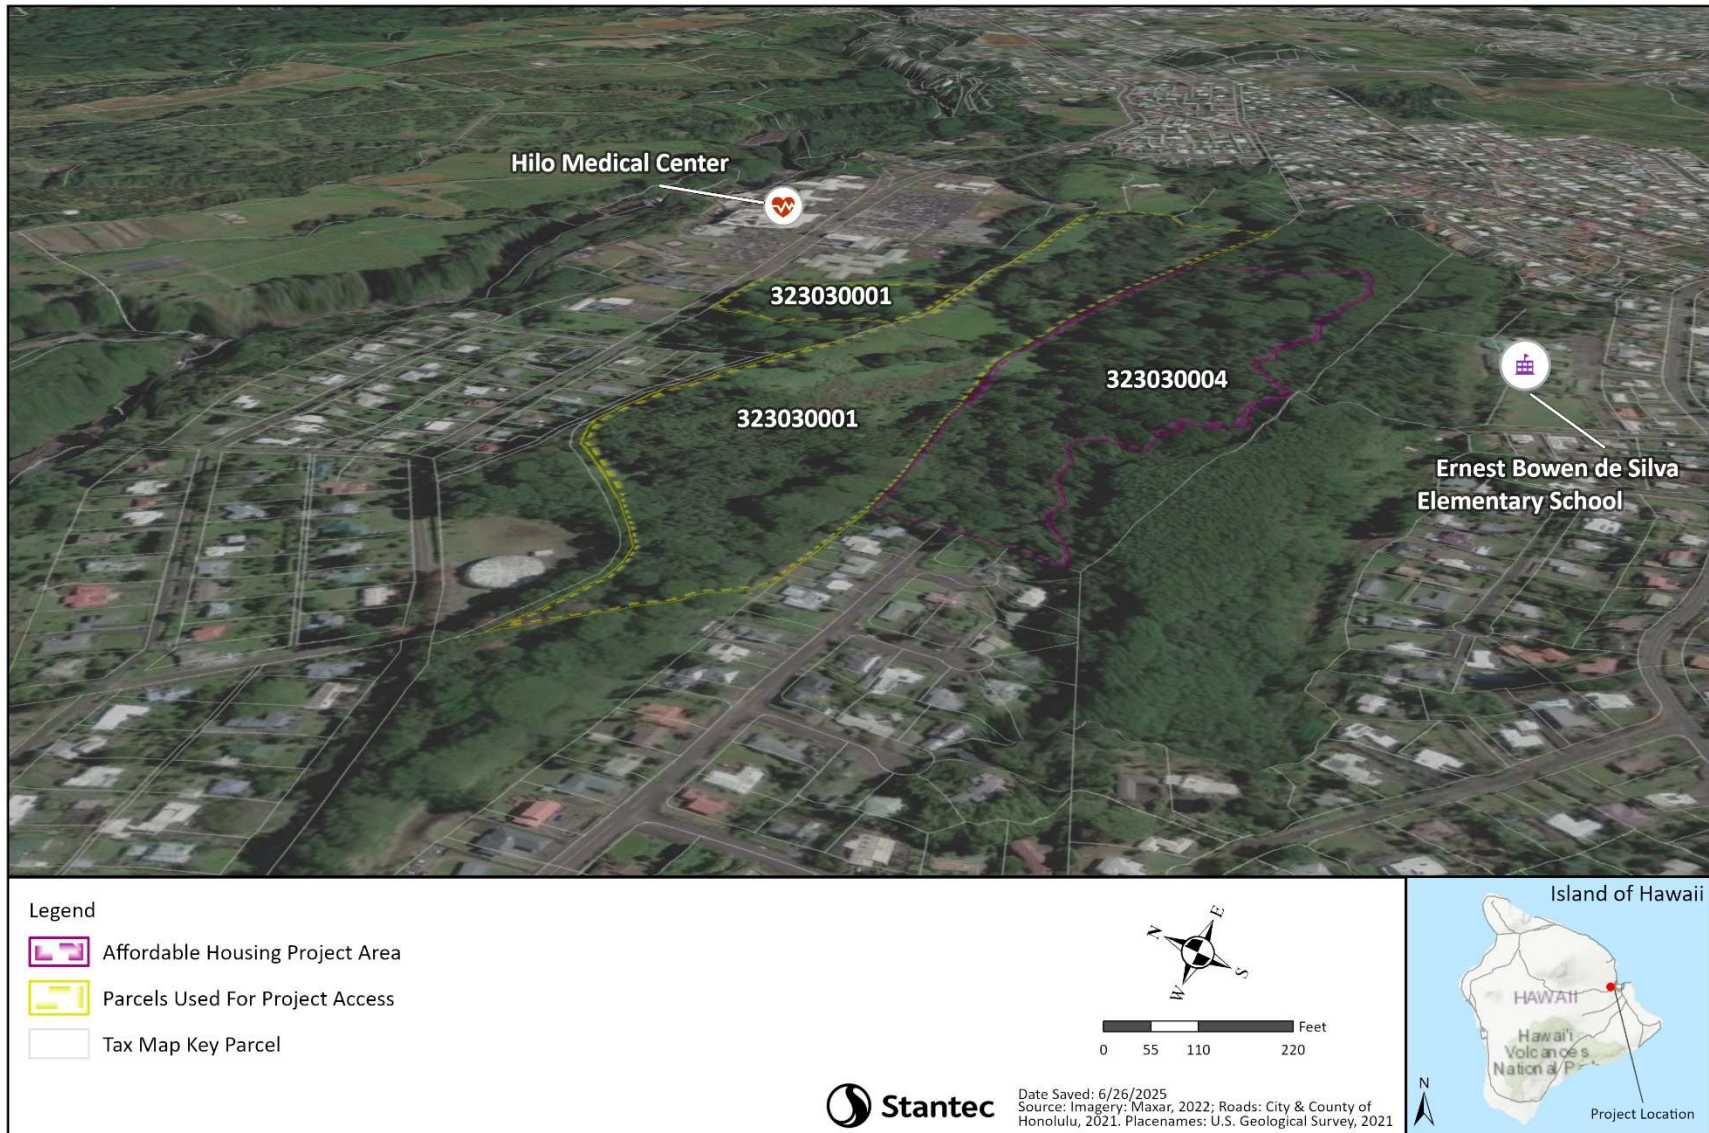 Hilo Medical Center
323030001
323030004
323030001
Ernest Bowen de Silva
Elementary School
Legend
Affordable Housing Project Area
Parcels Used For Project Access
Tax Map Key Parcel
N
E
W
S
Feet
0 55 110 220
Stantec
Date Saved: 6/26/2025
Source: Imagery: Maxar, 2022; Roads: City & County of
Honolulu, 2021. Placenames: U.S. Geological Survey, 2021
Island of Hawaii
HAWAII
Hawai'i
Volcanoes
National
N
Project Location